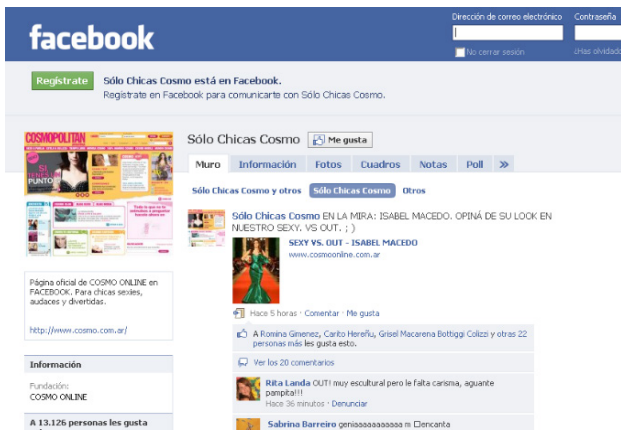 facebook
Dirección de correo electrónico
Contraseña
No cerrar sesión
¿Has olvidado
Regístrate
Sólo Chicas Cosmo está en Facebook.
Regístrate en Facebook para comunicarte con Sólo Chicas Cosmo.
COSMOPOLITAN
Sólo Chicas Cosmo
Me gusta
Muro Información Fotos Cuadros Notas Poll »
Sólo Chicas Cosmo y otros Sólo Chicas Cosmo Otros
Sólo Chicas Cosmo EN LA MIRA: ISABEL MACEDO. OPINÁ DE SU LOOK EN
NUESTRO SEXY. VS OUT. ; )
SEXY VS. OUT - ISABEL MACEDO
www.cosmoonline.com.ar
Hace 5 horas · Comentar · Me gusta
A Romina Gimenez, Carito Hereñu, Grisel Macarena Bottiggi Colizzi y otras 22
personas más les gusta esto.
Ver los 20 comentarios
Rita Landa OUT! muy escultural pero le falta carisma, aguante
pampita!!!
Hace 36 minutos · Denunciar
Sabrina Barreiro geniaaaaaaaaaaa m encanta
Página oficial de COSMO ONLINE en
FACEBOOK. Para chicas sexies,
audaces y divertidas.
http://www.cosmo.com.ar/
Información
Fundación:
COSMO ONLINE
A 13.126 personas les gusta